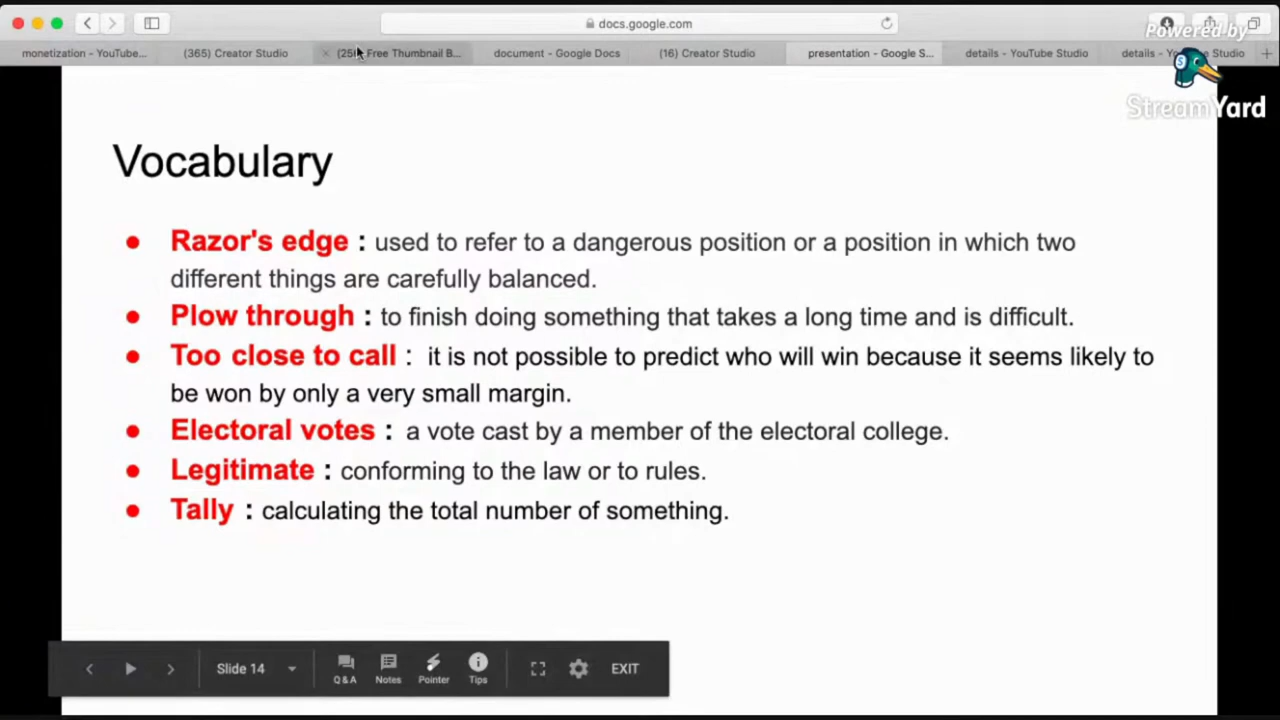 docs.google.com
Powered by
monetization - YouTube... (365) Creator Studio (25 Free Thumbnail B... document - Google Docs (16) Creator Studio presentation - Google S... details - YouTube Studio details - Y Studio
StreamYard
Vocabulary
● Razor's edge : used to refer to a dangerous position or a position in which two
different things are carefully balanced.
● Plow through : to finish doing something that takes a long time and is difficult.
● Too close to call : it is not possible to predict who will win because it seems likely to
be won by only a very small margin.
● Electoral votes : a vote cast by a member of the electoral college.
● Legitimate : conforming to the law or to rules.
● Tally : calculating the total number of something.
Slide 14 Q&A Notes Pointer Tips EXIT